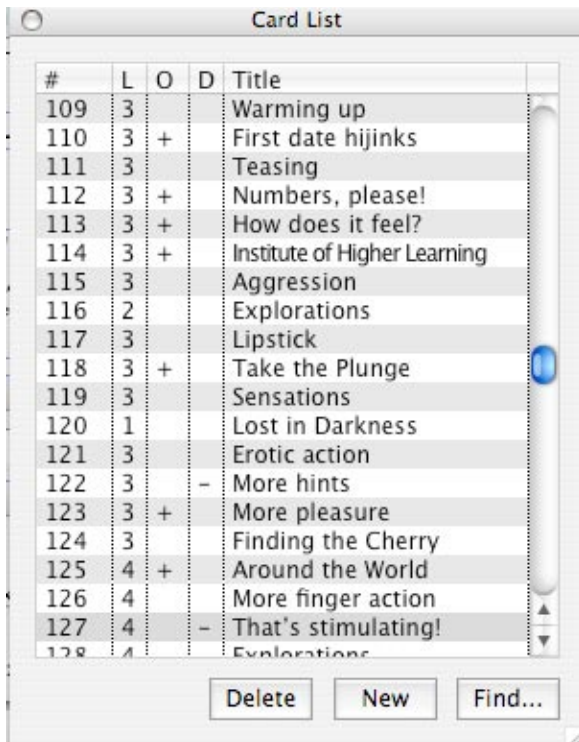 Card List
# L O D Title
109 3 Warming up
110 3 + First date hijinks
111 3 Teasing
112 3 + Numbers, please!
113 3 + How does it feel?
114 3 + Institute of Higher Learning
115 3 Aggression
116 2 Explorations
117 3 Lipstick
118 3 + Take the Plunge
119 3 Sensations
120 1 Lost in Darkness
121 3 Erotic action
122 3 – More hints
123 3 + More pleasure
124 3 Finding the Cherry
125 4 + Around the World
126 4 More finger action
127 4 – That's stimulating!
128 4 Explorations
Delete New Find...